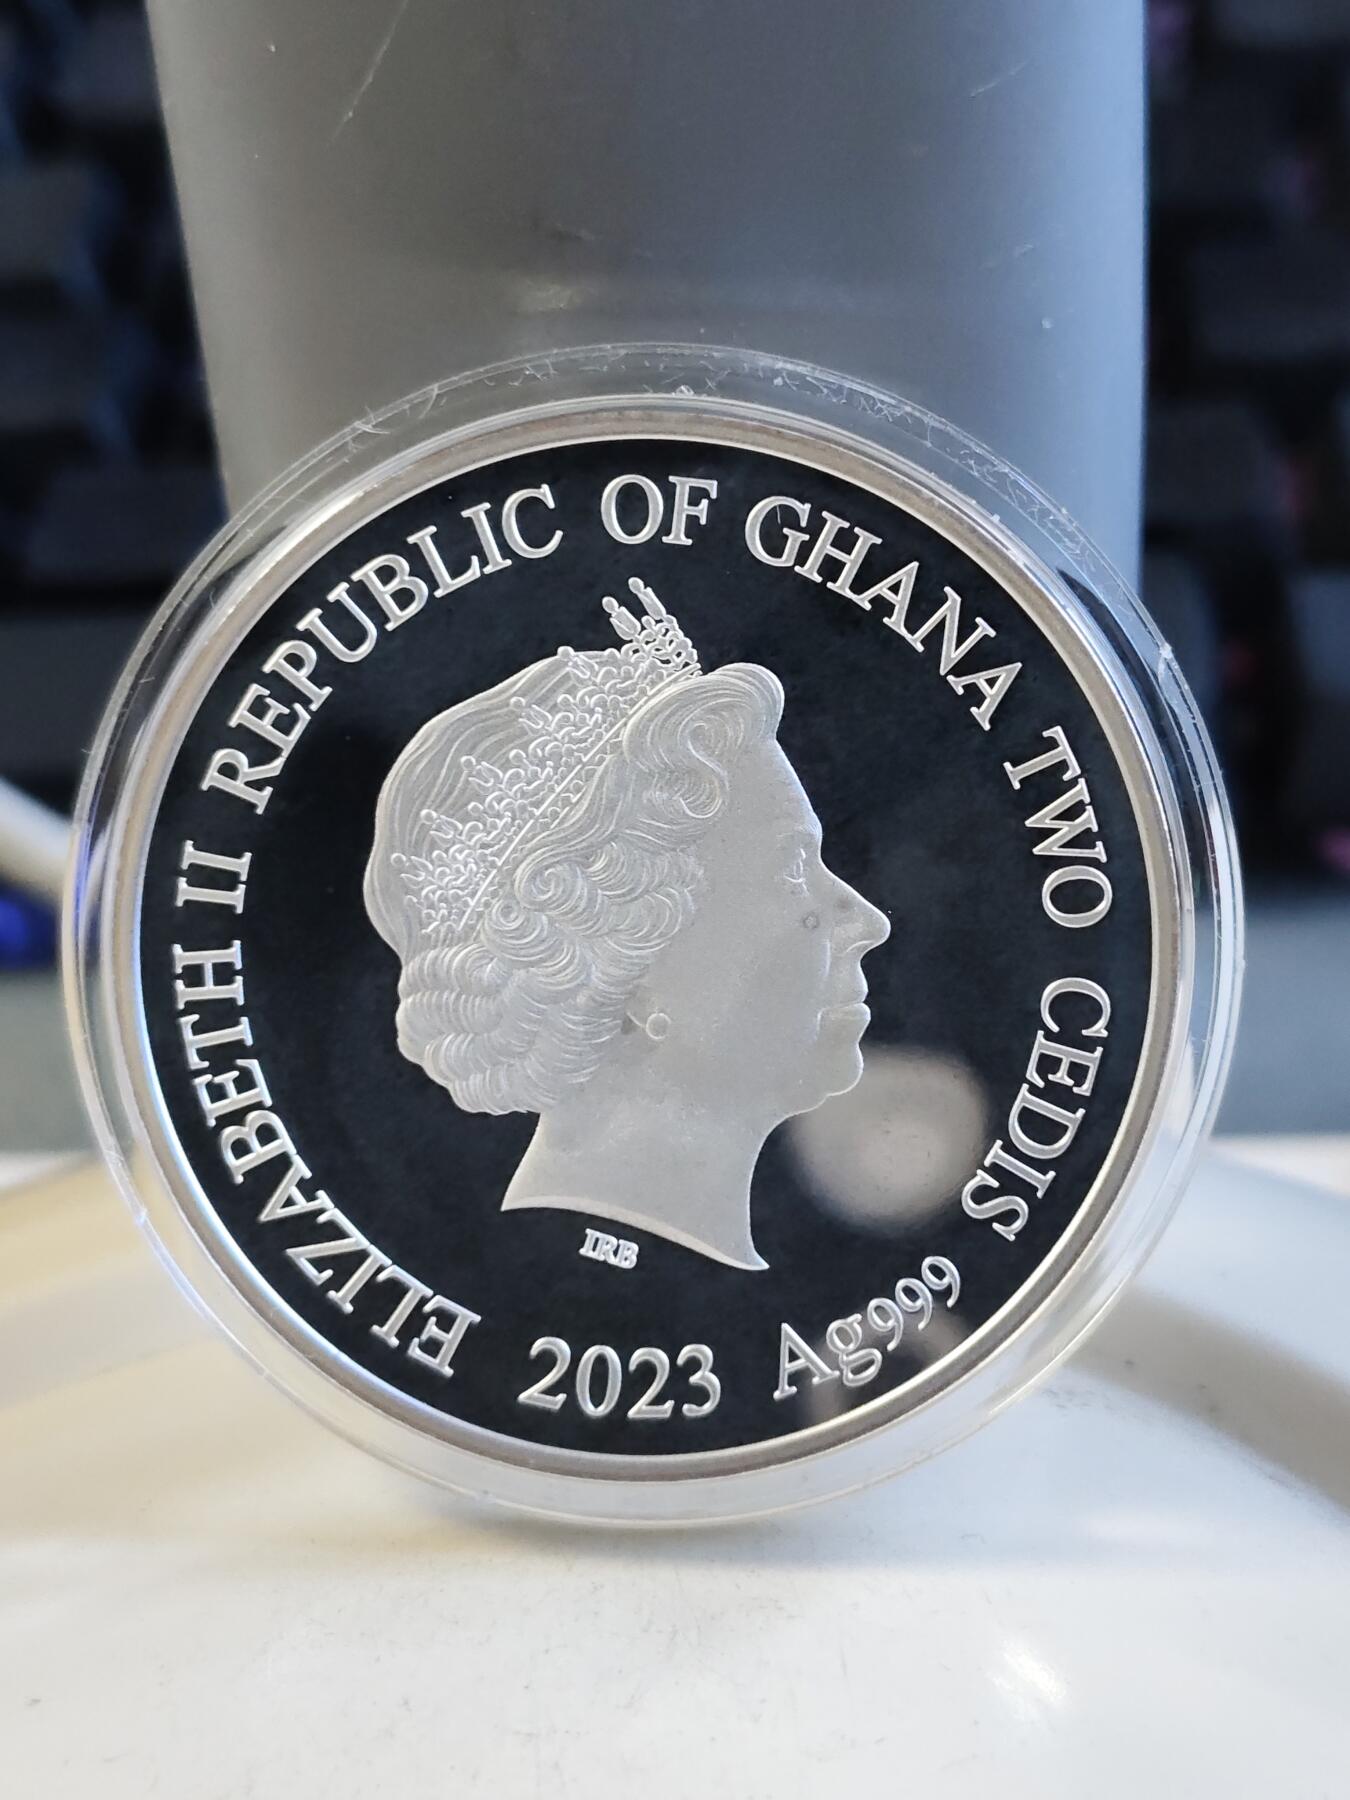 ELIZABETH II REPUBLIC OF GHANA TWO CEDIS
IRB
2023 Ag999